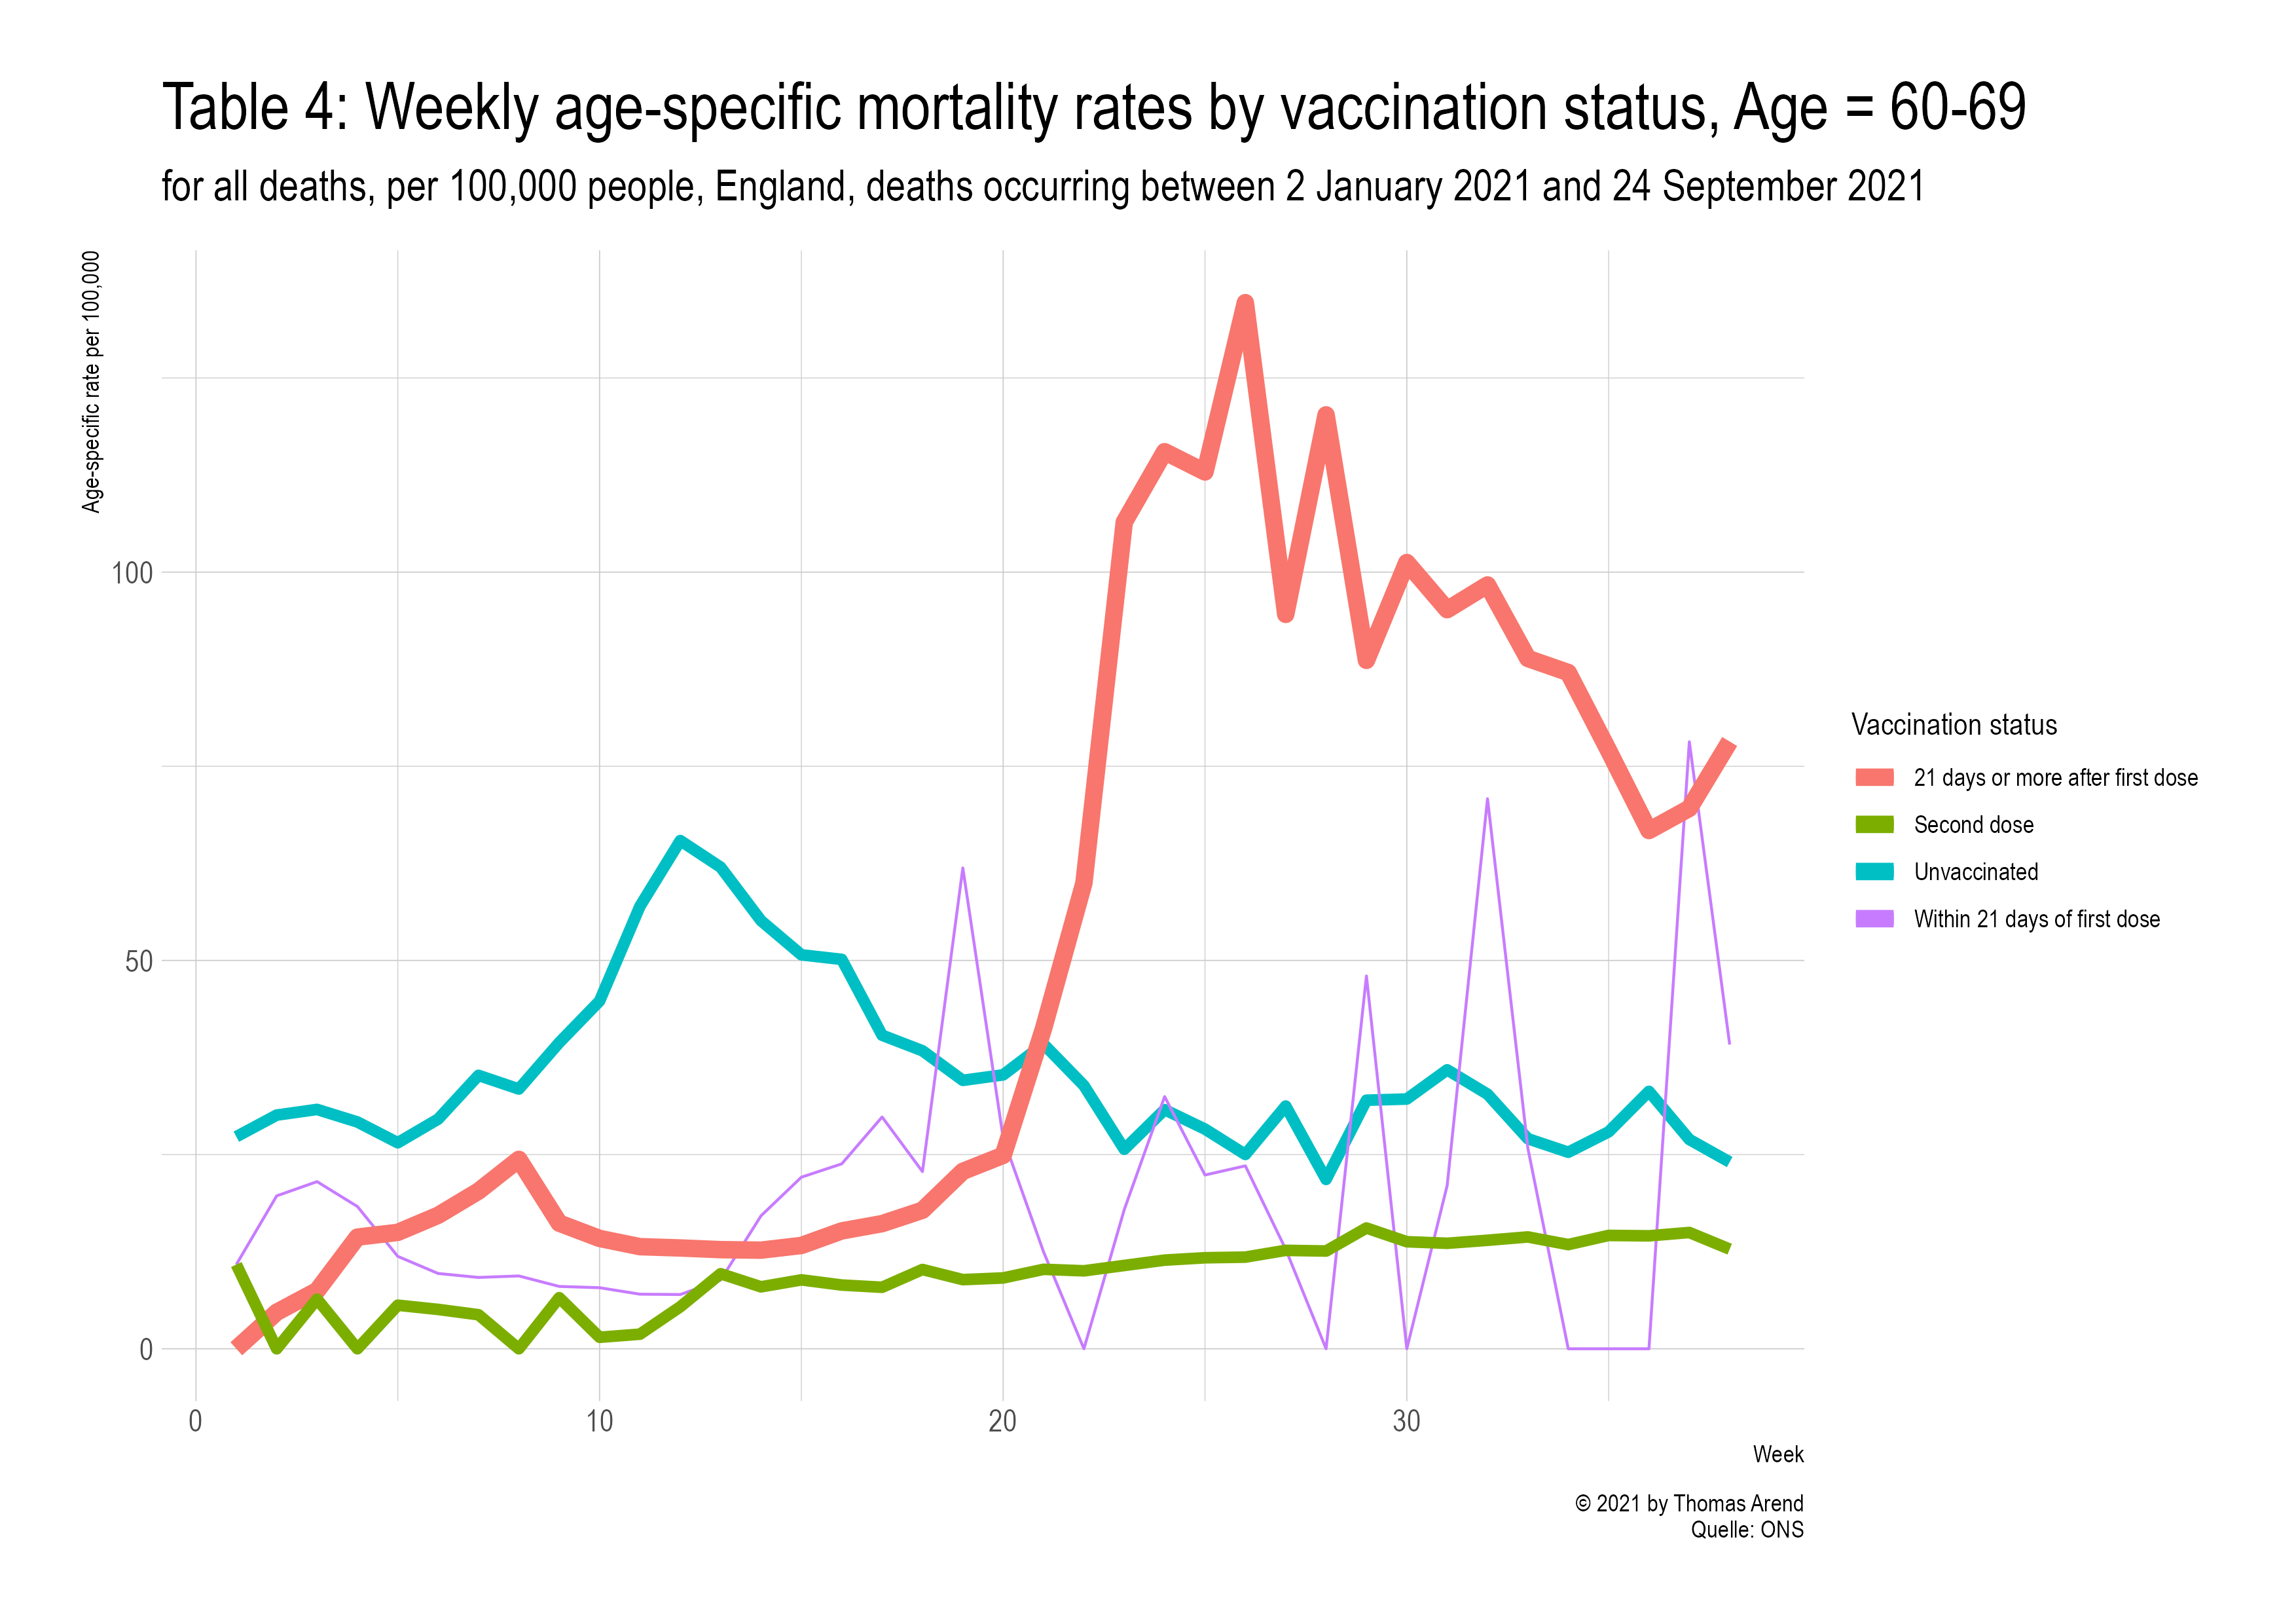 Table 4: Weekly age-specific mortality rates by vaccination status, Age = 60-69
for all deaths, per 100,000 people, England, deaths occurring between 2 January 2021 and 24 September 2021
Age-specific rate per 100,000
100
50
0
0
10
20
30
Week
Vaccination status
21 days or more after first dose
Second dose
Unvaccinated
Within 21 days of first dose
© 2021 by Thomas Arend
Quelle: ONS